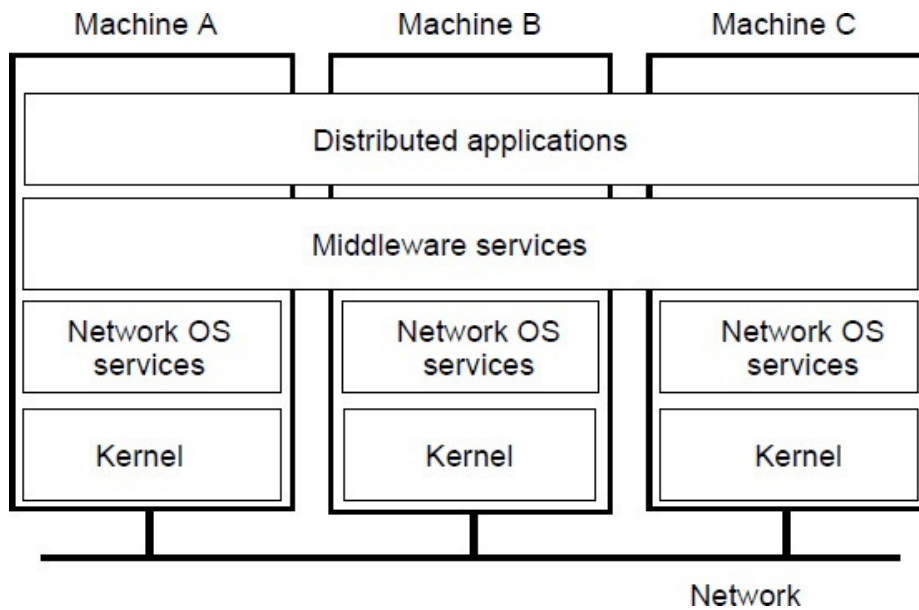 Machine A
Machine B
Machine C
Distributed applications
Middleware services
Network OS
services
Network OS
services
Network OS
services
Kernel
Kernel
Kernel
Network